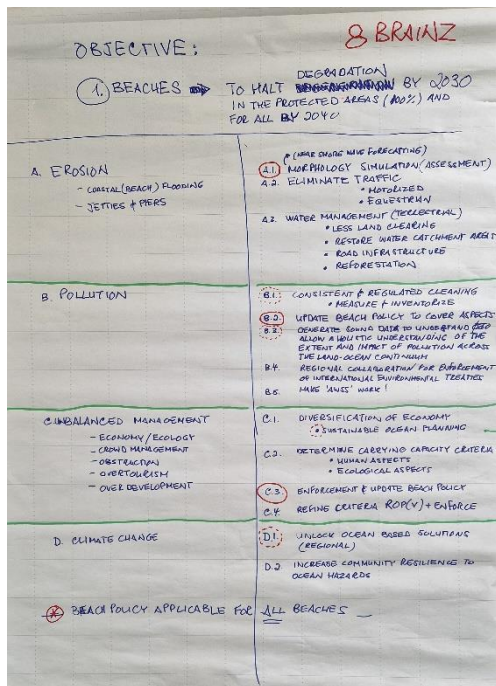 8 BRAINZ
OBJECTIVE:
1. BEACHES ⇒ TO HALT DEGRADATION BY 2030
IN THE PROTECTED AREAS (100%) AND
FOR ALL BY 2040
A. EROSION
- COASTAL (BEACH) FLOODING
- JETTIES & PIERS
• (NEAR SHORE WAVE FORECASTING)
A.1. MORPHOLOGY SIMULATION (ASSESSMENT)
A.2. ELIMINATE TRAFFIC
• MOTORIZED
• EQUESTRIAN
A.3. WATER MANAGEMENT (TERRESTRIAL)
• LESS LAND CLEARING
• RESTORE WATER CATCHMENT AREAS
• ROAD INFRASTRUCTURE
• REFORESTATION
B. POLLUTION
B.1. CONSISTENT & REGULATED CLEANING
• MEASURE & INVENTORIZE
B.2. UPDATE BEACH POLICY TO COVER ASPECTS
B.3. GENERATE SOUND DATA TO UNDERSTAND
ALLOW A HOLISTIC UNDERSTANDING OF THE
EXTENT AND IMPACT OF POLLUTION ACROSS
THE LAND-OCEAN CONTINUUM
B.4. REGIONAL COLLABORATION FOR ENFORCEMENT
OF INTERNATIONAL ENVIRONMENTAL TREATIES
B.5. MAKE WORK!
C. UNBALANCED MANAGEMENT
- ECONOMY/ECOLOGY
- CROWD MANAGEMENT
- OBSTRUCTION
- OVERTOURISM
- OVER DEVELOPMENT
C.1. DIVERSIFICATION OF ECONOMY
• SUSTAINABLE OCEAN PLANNING
C.2. DETERMINE CARRYING CAPACITY CRITERIA
• HUMAN ASPECTS
• ECOLOGICAL ASPECTS
C.3. ENFORCEMENT & UPDATE BEACH POLICY
C.4 REFINE CRITERIA ROP(V) + ENFORCE
D. CLIMATE CHANGE
D.1. UNLOCK OCEAN BASED SOLUTIONS
(REGIONAL)
D.2 INCREASE COMMUNITY RESILIENCE TO
OCEAN HAZARDS
* BEACH POLICY APPLICABLE FOR ALL BEACHES